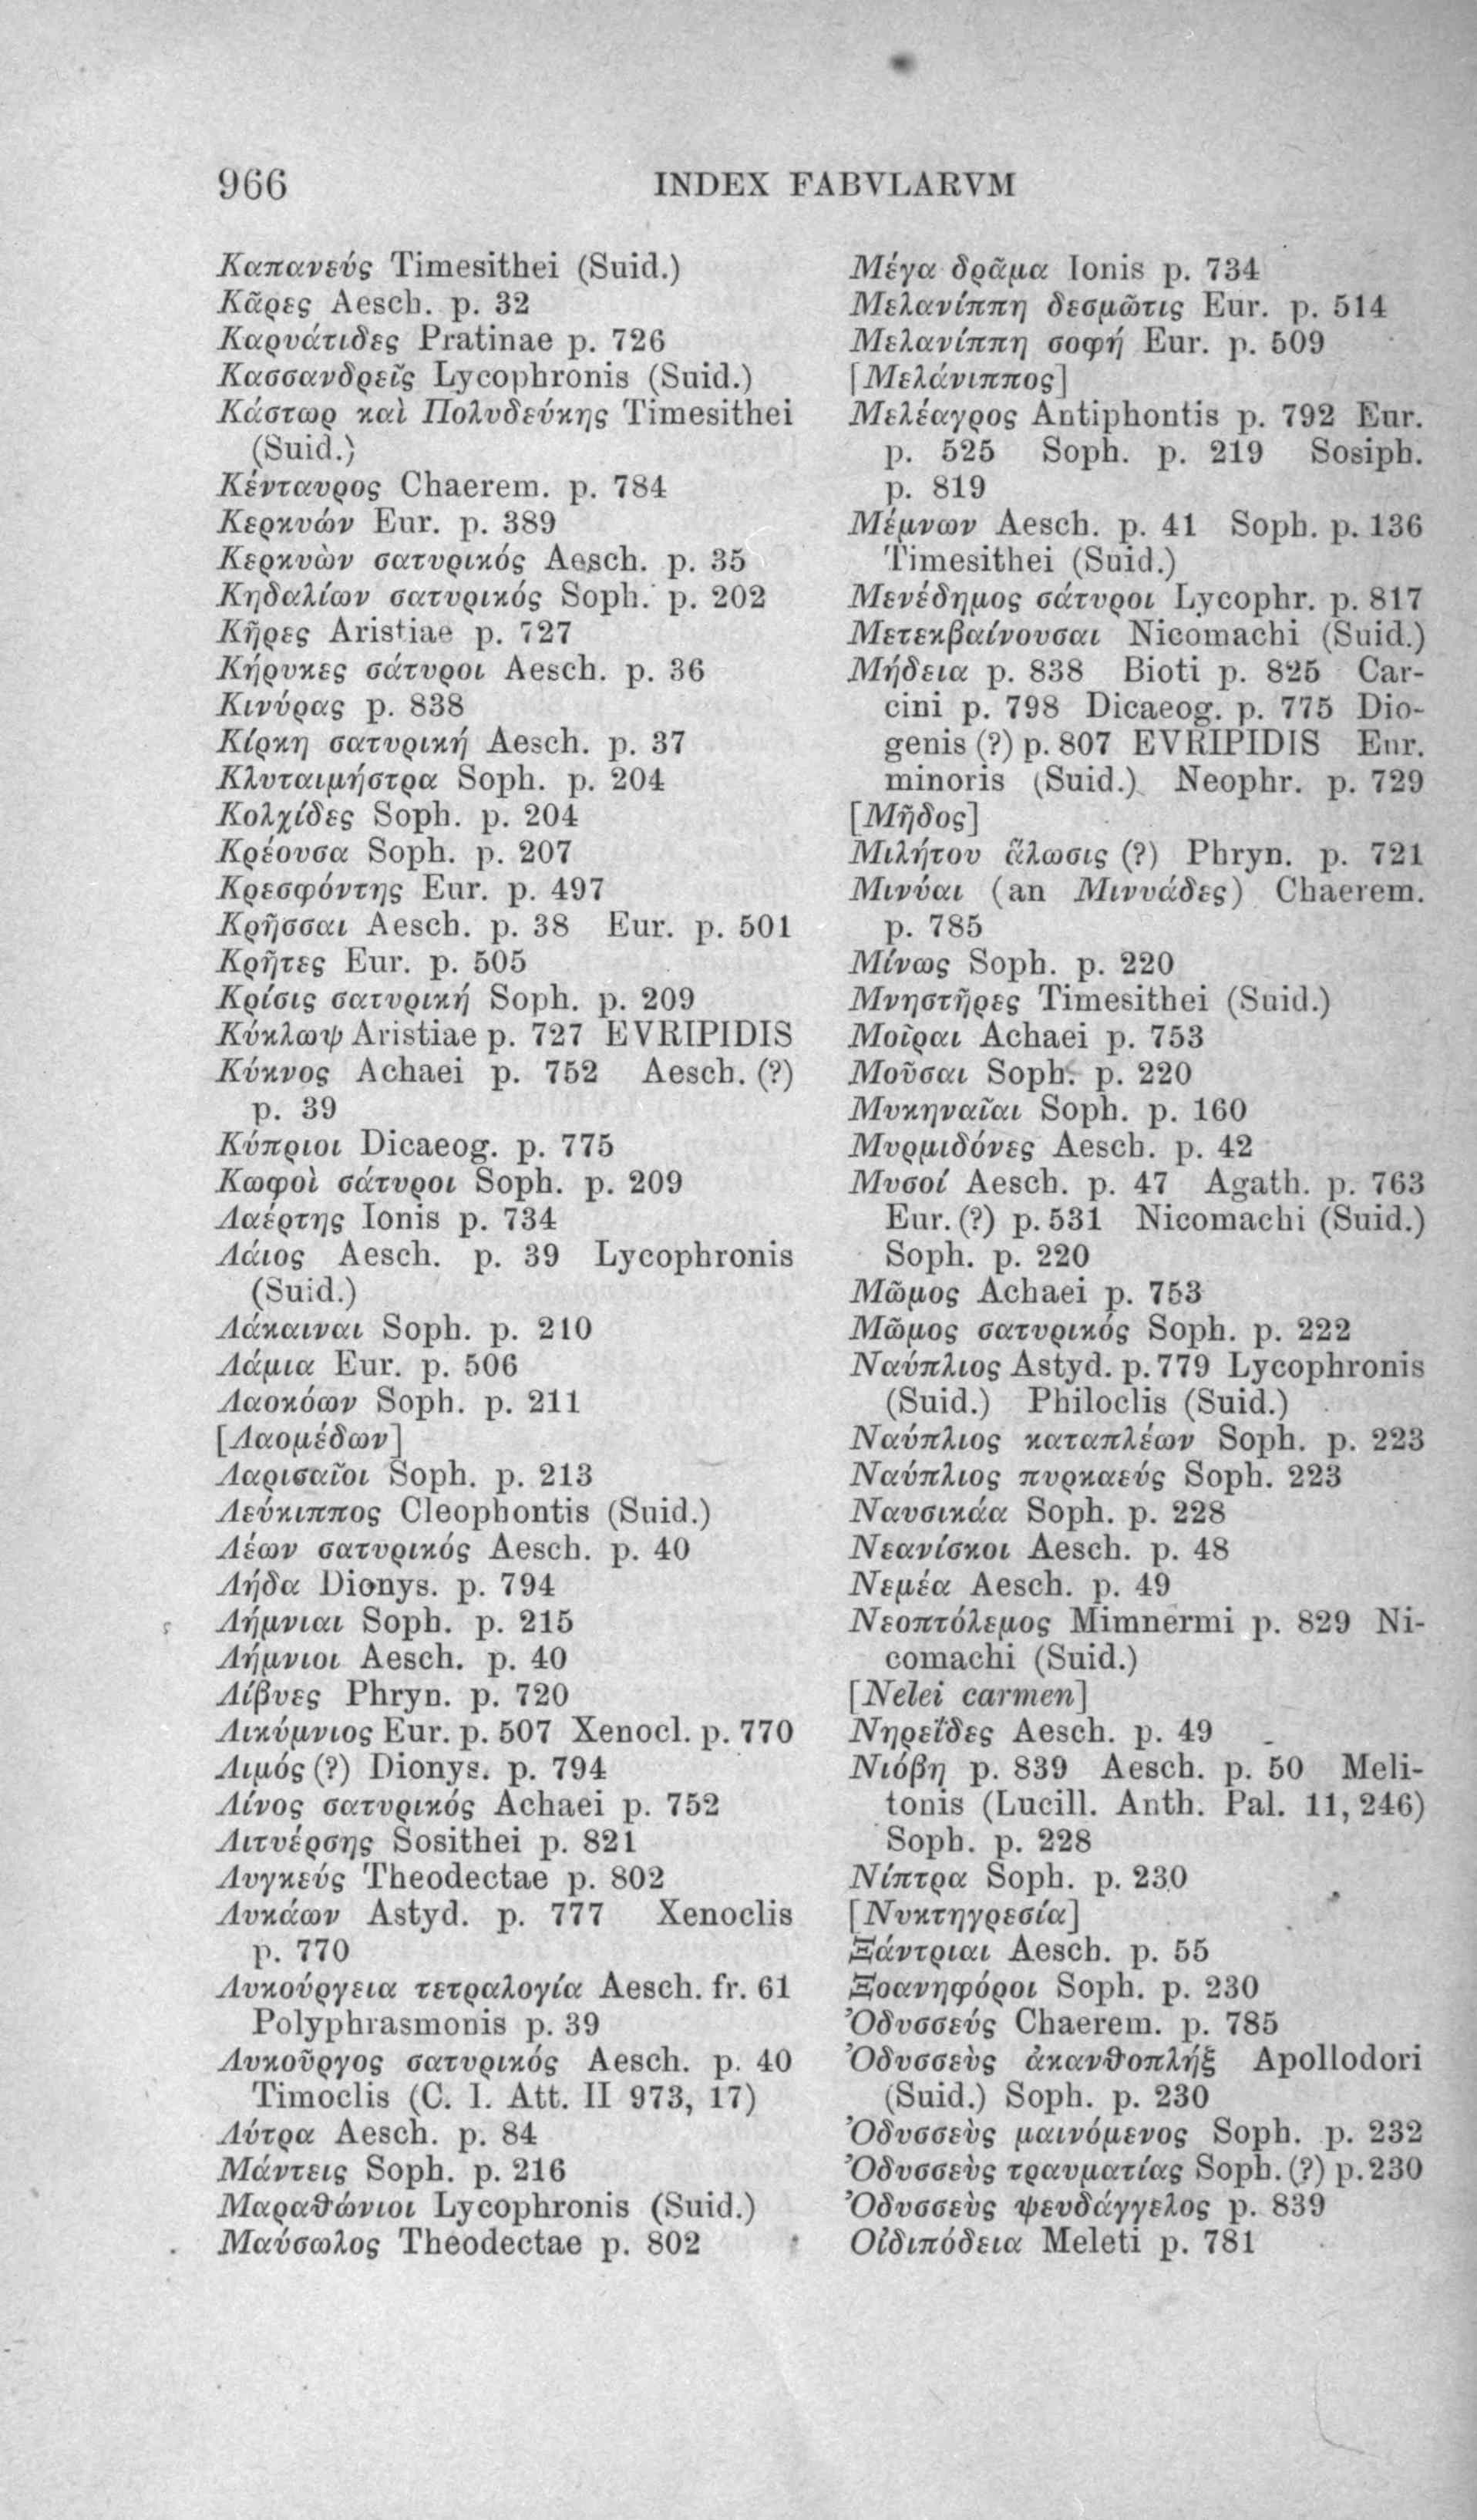 966
INDEX FABVLARVM
Καπανεύς Timesithei (Suid.)
Κᾶρες Aesch. p. 32
Καρυάτιδες Pratinae p. 726
Κασσανδρεῖς Lycophronis (Suid.)
Κάστωρ καὶ Πολυδεύκης Timesithei
(Suid.)
Κένταυρος Chaerem. p. 784
Κερκυών Eur. p. 389
Κερκυὼν σατυρικός Aesch. p. 35
Κηδαλίων σατυρικός Soph. p. 202
Κῆρες Aristiae p. 727
Κήρυκες σάτυροι Aesch. p. 36
Κινύρας p. 838
Κίρκη σατυρική Aesch. p. 37
Κλυταιμήστρα Soph. p. 204
Κολχίδες Soph. p. 204
Κρέουσα Soph. p. 207
Κρεσφόντης Eur. p. 497
Κρῆσσαι Aesch. p. 38 Eur. p. 501
Κρῆτες Eur. p. 505
Κρίσις σατυρική Soph. p. 209
Κύκλωψ Aristiae p. 727 EVRIPIDIS
Κύκνος Achaei p. 752 Aesch. (?)
p. 39
Κύπριοι Dicaeog. p. 775
Κωφοὶ σάτυροι Soph. p. 209
Λαέρτης Ionis p. 734
Λάιος Aesch. p. 39 Lycophronis
(Suid.)
Λάκαιναι Soph. p. 210
Λάμια Eur. p. 506
Λαοκόων Soph. p. 211
[Λαομέδων]
Λαρισαῖοι Soph. p. 213
Λεύκιππος Cleophontis (Suid.)
Λέων σατυρικός Aesch. p. 40
Λήδα Dionys. p. 794
Λήμνιαι Soph. p. 215
Λήμνιοι Aesch. p. 40
Λίβυες Phryn. p. 720
Λικύμνιος Eur. p. 507 Xenocl. p. 770
Λιμός (?) Dionys. p. 794
Λίνος σατυρικός Achaei p. 752
Λιτυέρσης Sosithei p. 821
Λυγκεύς Theodectae p. 802
Λυκάων Astyd. p. 777 Xenoclis
p. 770
Λυκούργεια τετραλογία Aesch. fr. 61
Polyphrasmonis p. 39
Λυκοῦργος σατυρικός Aesch. p. 40
Timoclis (C. I. Att. II 973, 17)
Λύτρα Aesch. p. 84
Μάντεις Soph. p. 216
Μαραθώνιοι Lycophronis (Suid.)
Μαύσωλος Theodectae p. 802
Μέγα δρᾶμα Ionis p. 734
Μελανίππη δεσμῶτις Eur. p. 514
Μελανίππη σοφή Eur. p. 509
[Μελάνιππος]
Μελέαγρος Antiphontis p. 792 Eur.
p. 525 Soph. p. 219 Sosiph.
p. 819
Μέμνων Aesch. p. 41 Soph. p. 136
Timesithei (Suid.)
Μενέδημος σάτυροι Lycophr. p. 817
Μετεκβαίνουσαι Nicomachi (Suid.)
Μήδεια p. 838 Bioti p. 825 Car-
cini p. 798 Dicaeog. p. 775 Dio-
genis (?) p. 807 EVRIPIDIS Eur.
minoris (Suid.) Neophr. p. 729
[Μῆδος]
Μιλήτου ἅλωσις (?) Phryn. p. 721
Μινύαι (an Μινυάδες) Chaerem.
p. 785
Μίνως Soph. p. 220
Μνηστῆρες Timesithei (Suid.)
Μοῖραι Achaei p. 753
Μοῦσαι Soph. p. 220
Μυκηναῖαι Soph. p. 160
Μυρμιδόνες Aesch. p. 42
Μυσοί Aesch. p. 47 Agath. p. 763
Eur. (?) p. 531 Nicomachi (Suid.)
Soph. p. 220
Μῶμος Achaei p. 753
Μῶμος σατυρικός Soph. p. 222
Ναύπλιος Astyd. p. 779 Lycophronis
(Suid.) Philoclis (Suid.)
Ναύπλιος καταπλέων Soph. p. 223
Ναύπλιος πυρκαεύς Soph. 223
Ναυσικάα Soph. p. 228
Νεανίσκοι Aesch. p. 48
Νεμέα Aesch. p. 49
Νεοπτόλεμος Mimnermi p. 829 Ni-
comachi (Suid.)
[Nelei carmen]
Νηρεΐδες Aesch. p. 49
Νιόβη p. 839 Aesch. p. 50 Meli-
tonis (Lucill. Anth. Pal. 11, 246)
Soph. p. 228
Νίπτρα Soph. p. 230
[Νυκτηγρεσία]
Ξάντριαι Aesch. p. 55
Ξοανηφόροι Soph. p. 230
Ὀδυσσεύς Chaerem. p. 785
Ὀδυσσεὺς ἀκανθοπλήξ Apollodori
(Suid.) Soph. p. 230
Ὀδυσσεὺς μαινόμενος Soph. p. 232
Ὀδυσσεὺς τραυματίας Soph. (?) p. 230
Ὀδυσσεὺς ψευδάγγελος p. 839
Οἰδιπόδεια Meleti p. 781